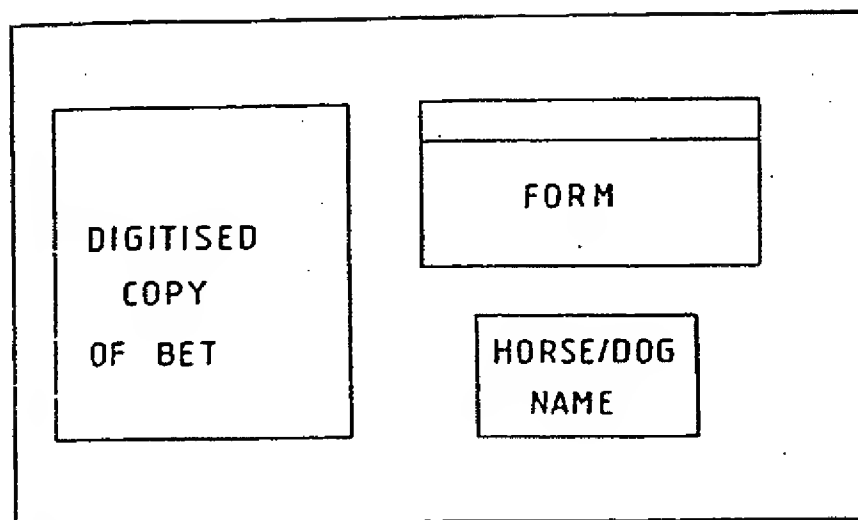 DIGITISED
COPY
OF BET
FORM
HORSE/DOG
NAME